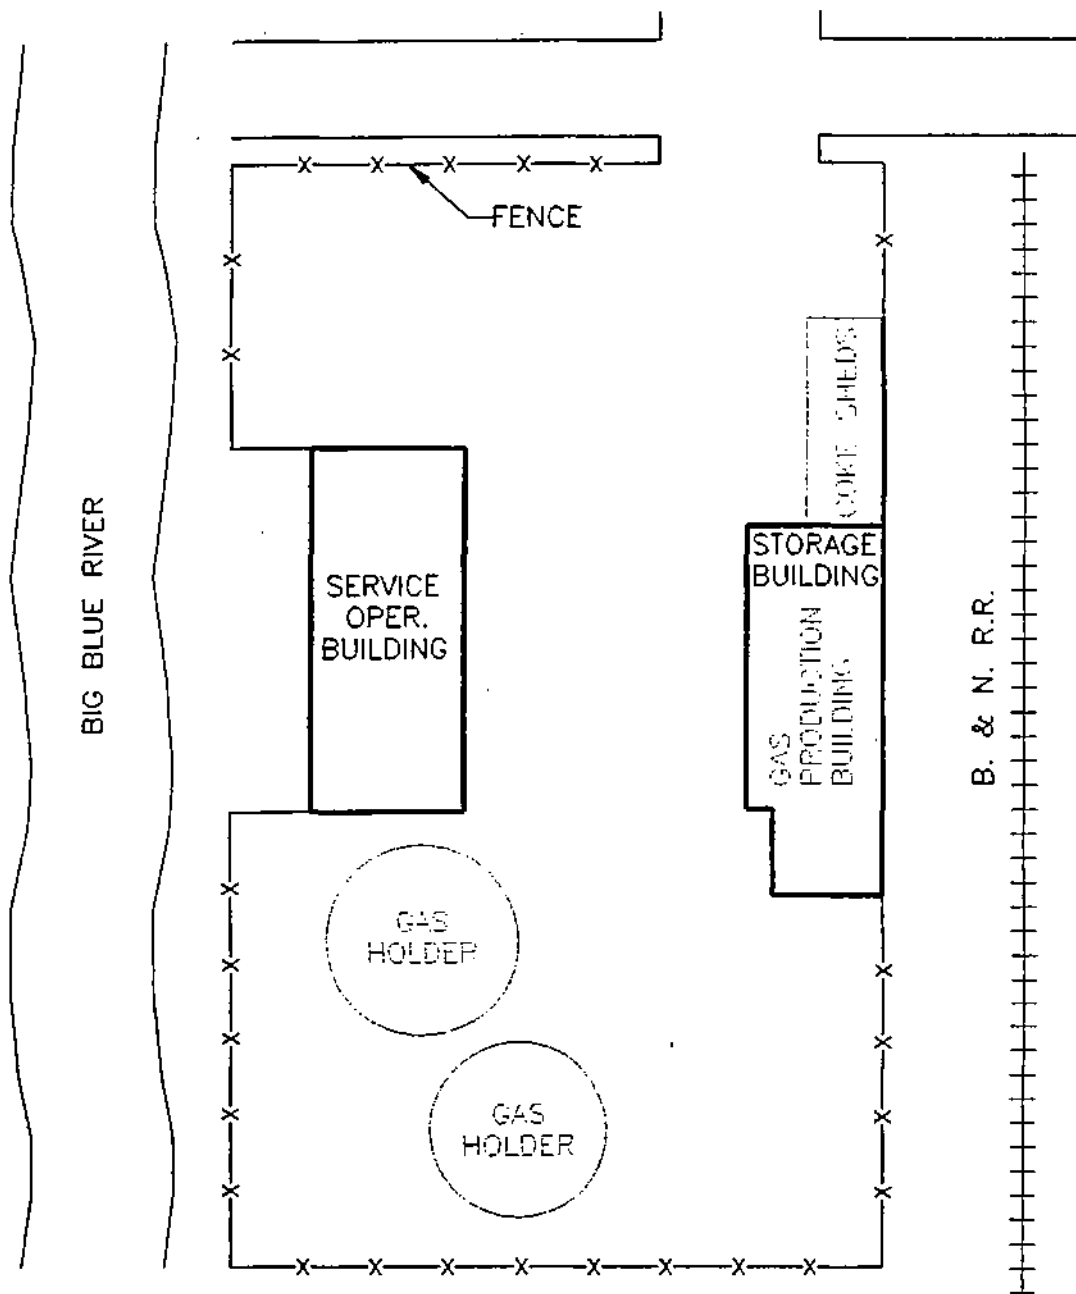 FENCE
COKE SHEDS
STORAGE
BUILDING
SERVICE
OPER.
BUILDING
BIG BLUE RIVER
GAS
PRODUCTION
BUILDING
B. & N. R.R.
GAS
HOLDER
GAS
HOLDER